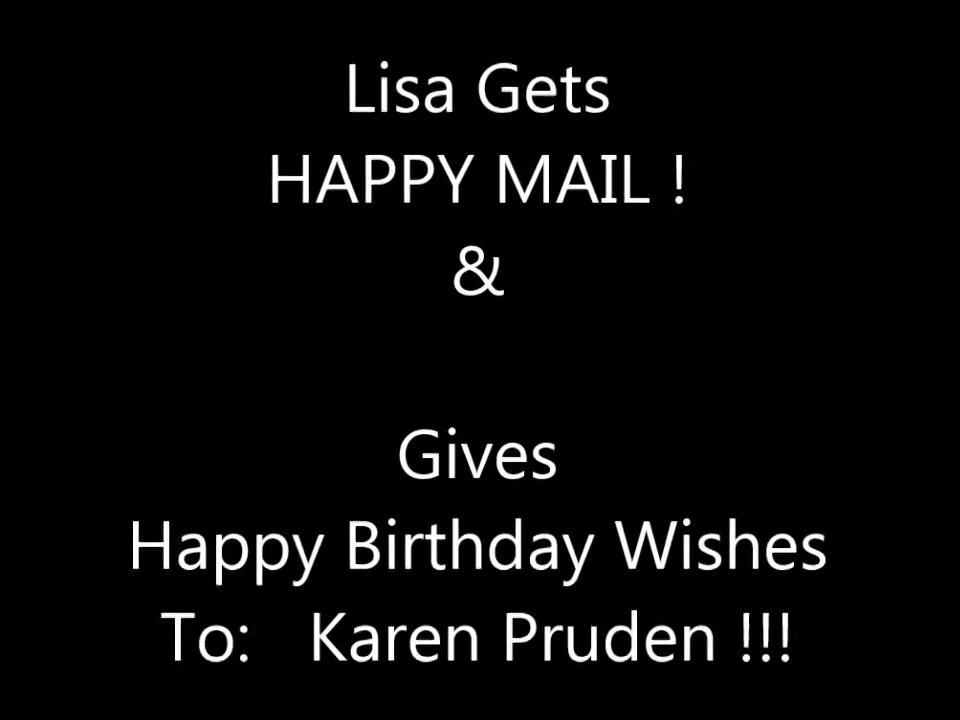 Lisa Gets
HAPPY MAIL !
&
Gives
Happy Birthday Wishes
To: Karen Pruden !!!